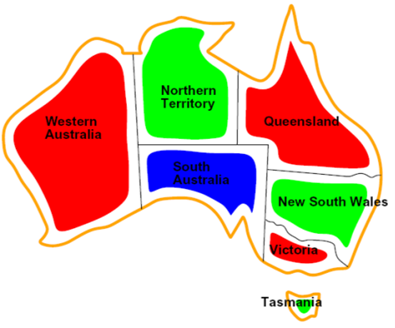 Northern
Territory
Western
Australia
Queensland
South
Australia
New South Wales
Victoria
Tasmania